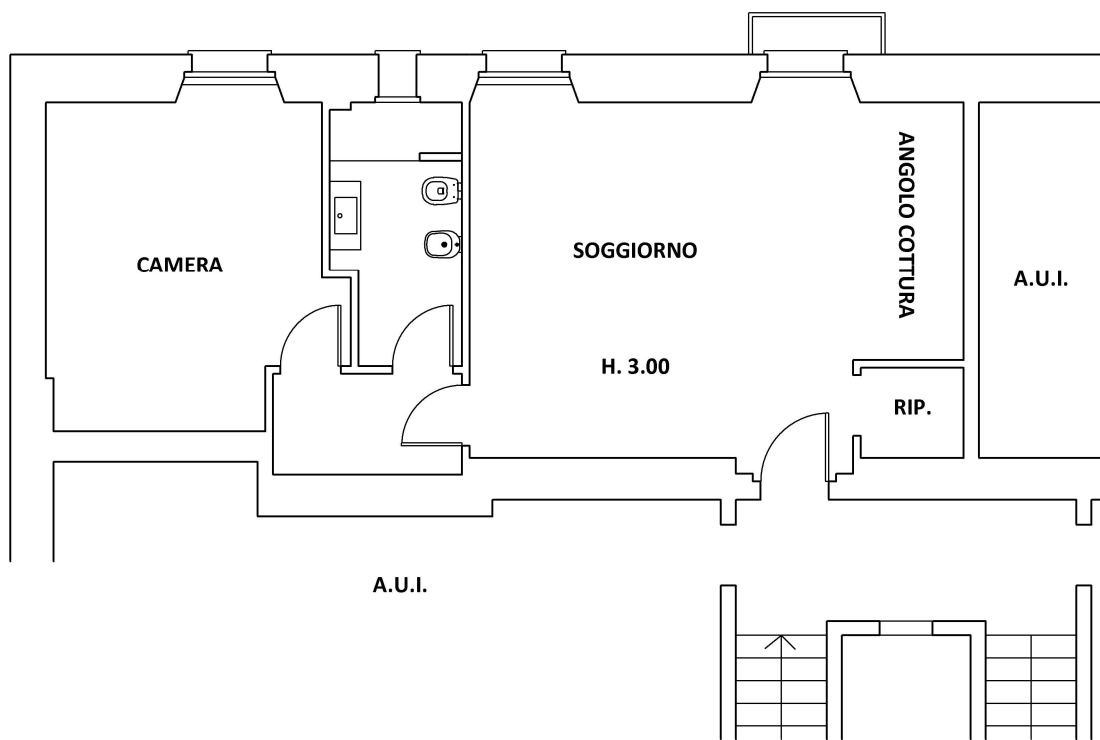 CAMERA
SOGGIORNO
ANGOLO COTTURA
A.U.I.
H. 3.00
RIP.
A.U.I.